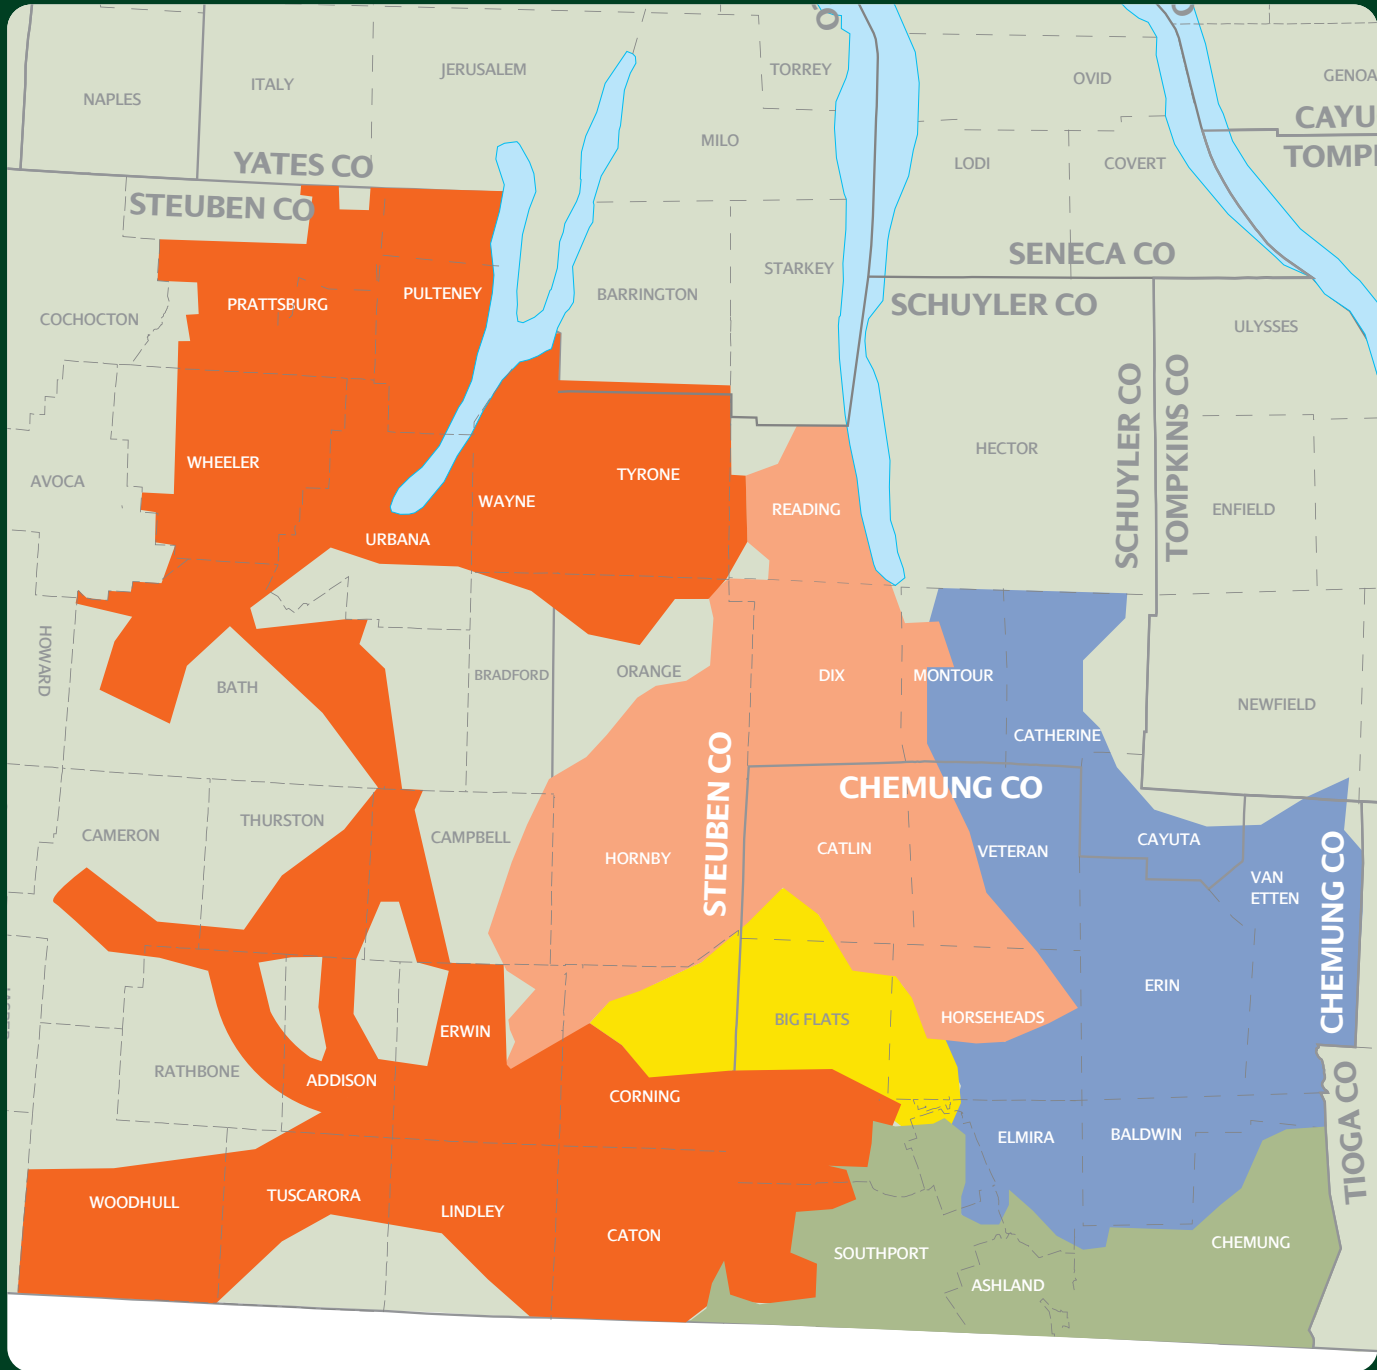 NAPLES
ITALY
JERUSALEM
TORREY
MILO
OVID
GENOA
CAYU
TOMP
LODI
COVERT
YATES CO
STEUBEN CO
SENECA CO
SCHUYLER CO
STARKEY
BARRINGTON
PRATTSBURG
PULTENEY
COCHOCTON
ULYSSES
SCHUYLER CO
TOMPKINS CO
HECTOR
AVOCA
WHEELER
WAYNE
TYRONE
READING
ENFIELD
URBANA
HOWARD
BATH
BRADFORD
ORANGE
DIX
MONTOUR
CATHERINE
NEWFIELD
STEUBEN CO
CHEMUNG CO
CAMERON
THURSTON
CAMPBELL
HORNBY
CATLIN
VETERAN
CAYUTA
VAN
ETTEN
CHEMUNG CO
ERIN
ERWIN
BIG FLATS
HORSEHEADS
RATHBONE
ADDISON
CORNING
ELMIRA
BALDWIN
TIOGA CO
WOODHULL
TUSCARORA
LINDLEY
CATON
SOUTHPORT
ASHLAND
CHEMUNG